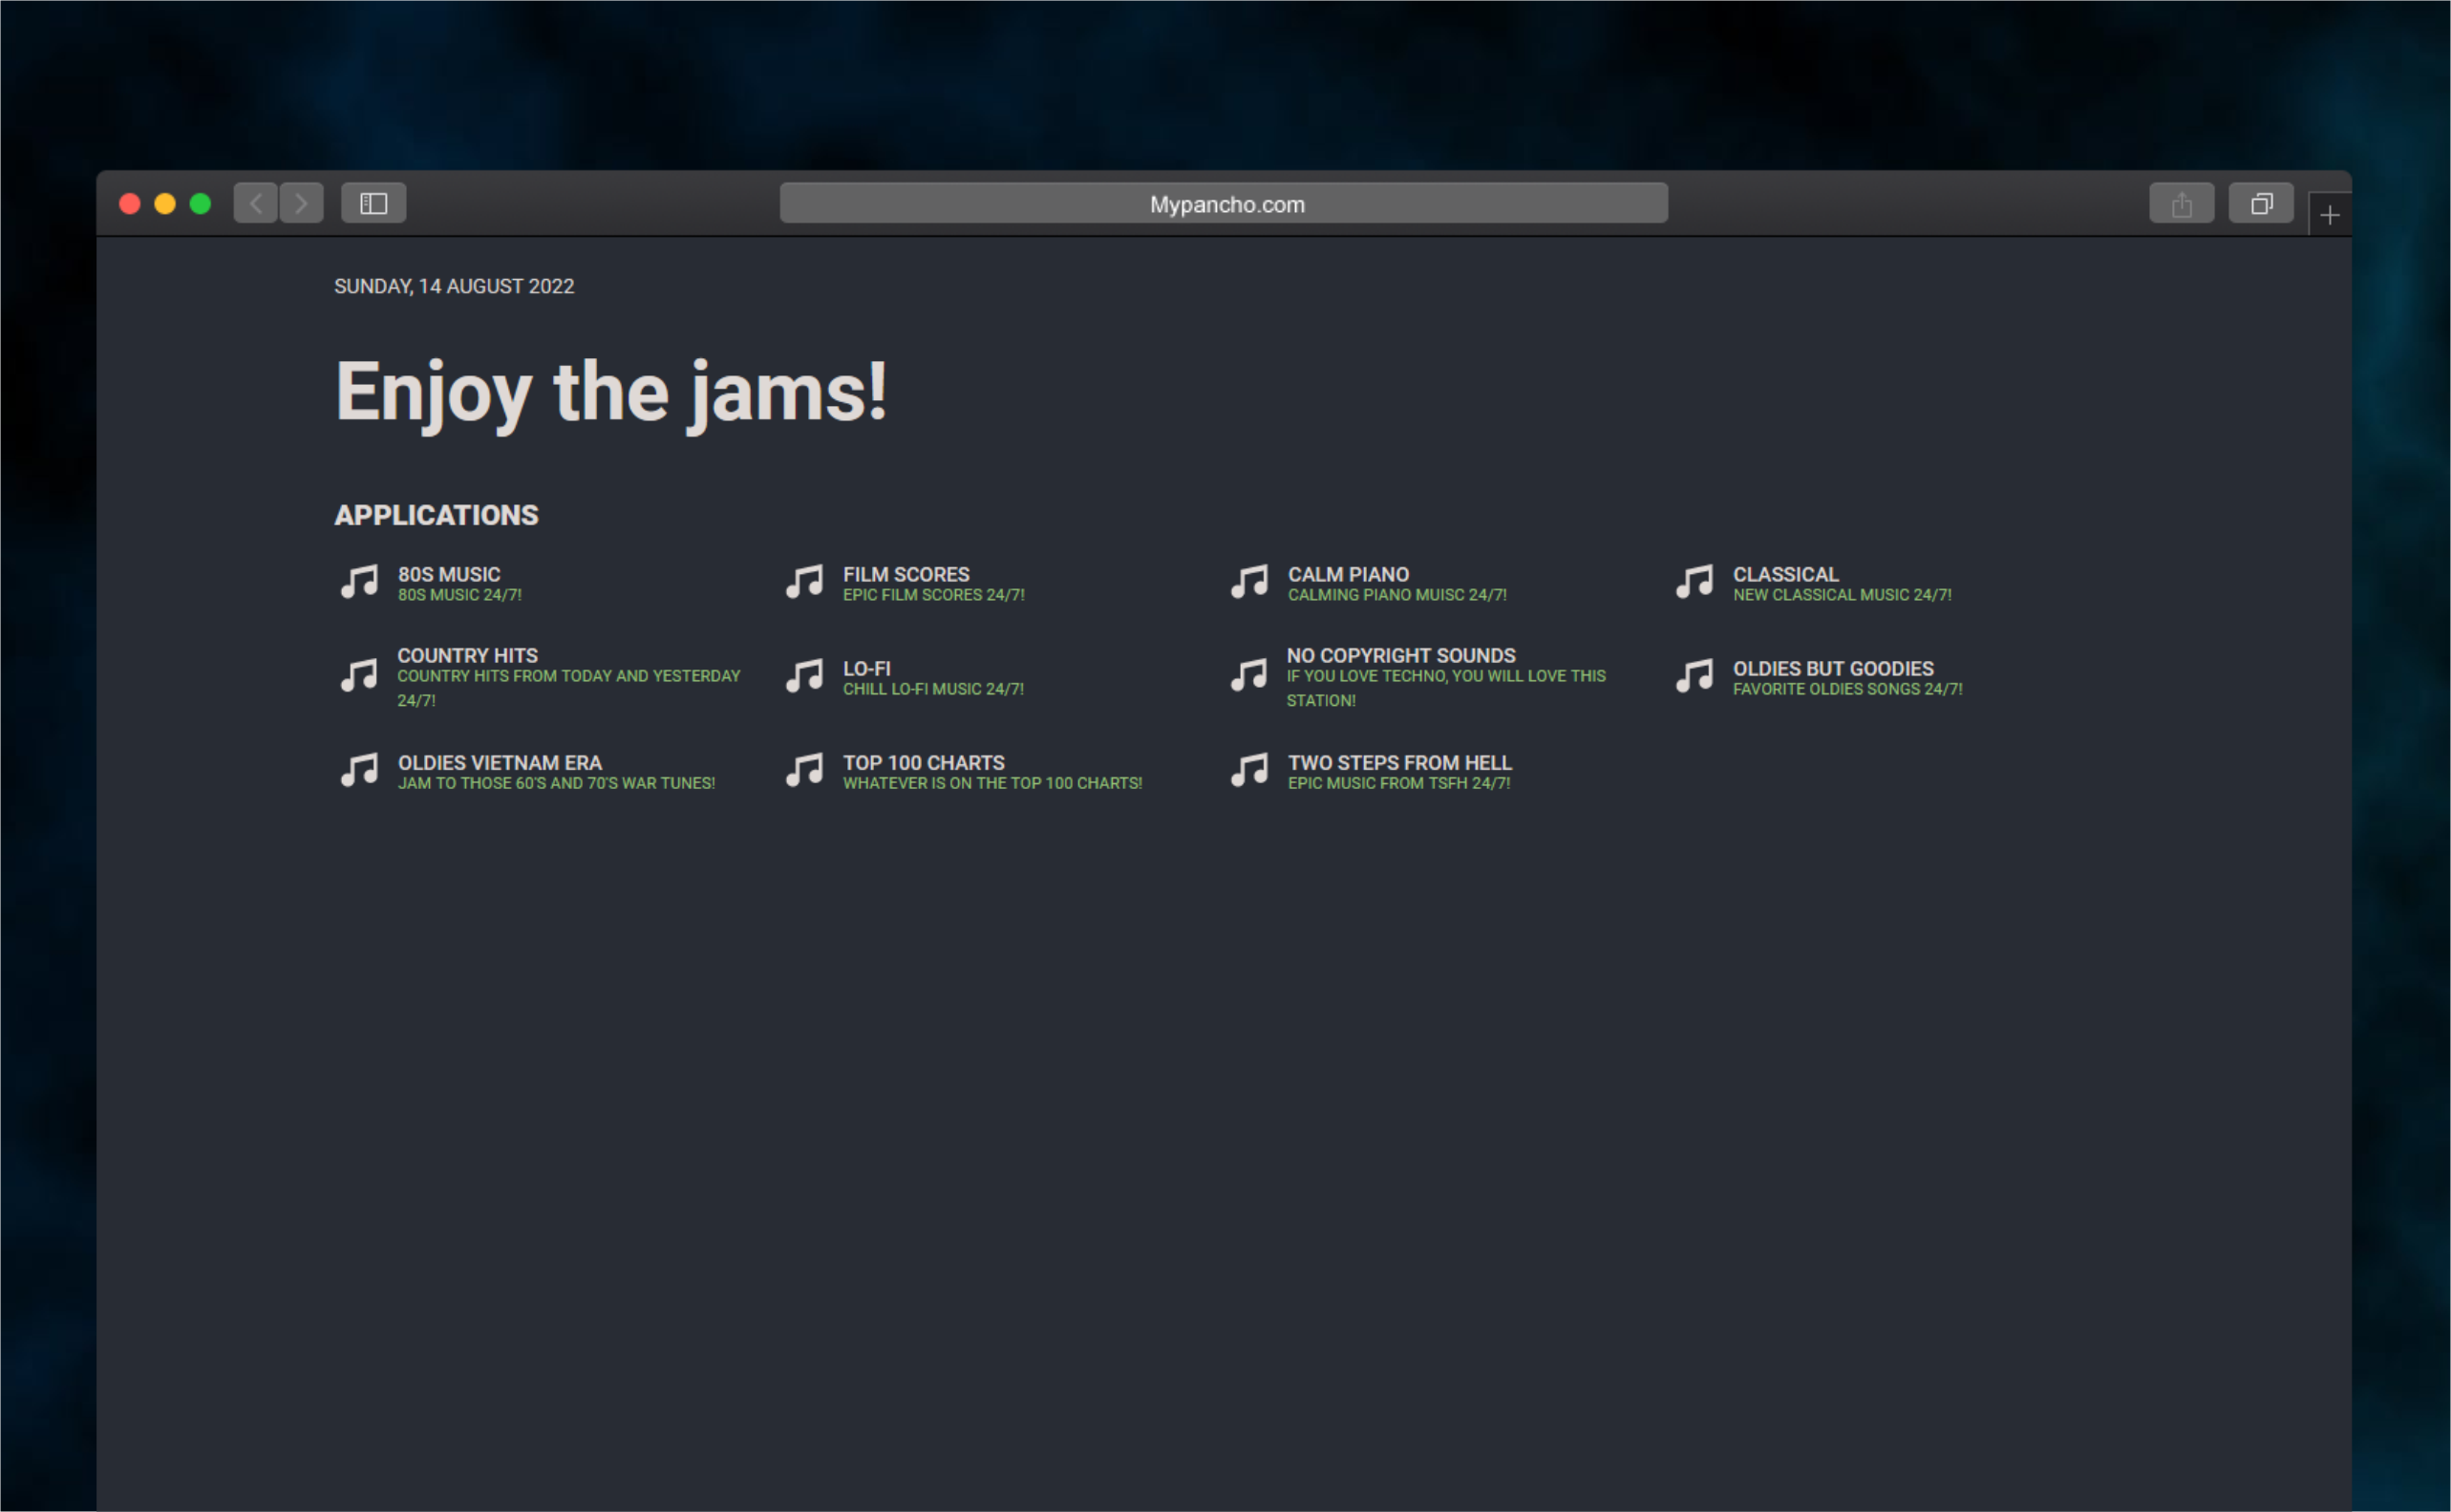 Mypancho.com
SUNDAY, 14 AUGUST 2022
Enjoy the jams!
APPLICATIONS
80S MUSIC
80S MUSIC 24/7!
FILM SCORES
EPIC FILM SCORES 24/7!
CALM PIANO
CALMING PIANO MUISC 24/7!
CLASSICAL
NEW CLASSICAL MUSIC 24/7!
COUNTRY HITS
COUNTRY HITS FROM TODAY AND YESTERDAY
24/7!
LO-FI
CHILL LO-FI MUSIC 24/7!
NO COPYRIGHT SOUNDS
IF YOU LOVE TECHNO, YOU WILL LOVE THIS
STATION!
OLDIES BUT GOODIES
FAVORITE OLDIES SONGS 24/7!
OLDIES VIETNAM ERA
JAM TO THOSE 60'S AND 70'S WAR TUNES!
TOP 100 CHARTS
WHATEVER IS ON THE TOP 100 CHARTS!
TWO STEPS FROM HELL
EPIC MUSIC FROM TSFH 24/7!